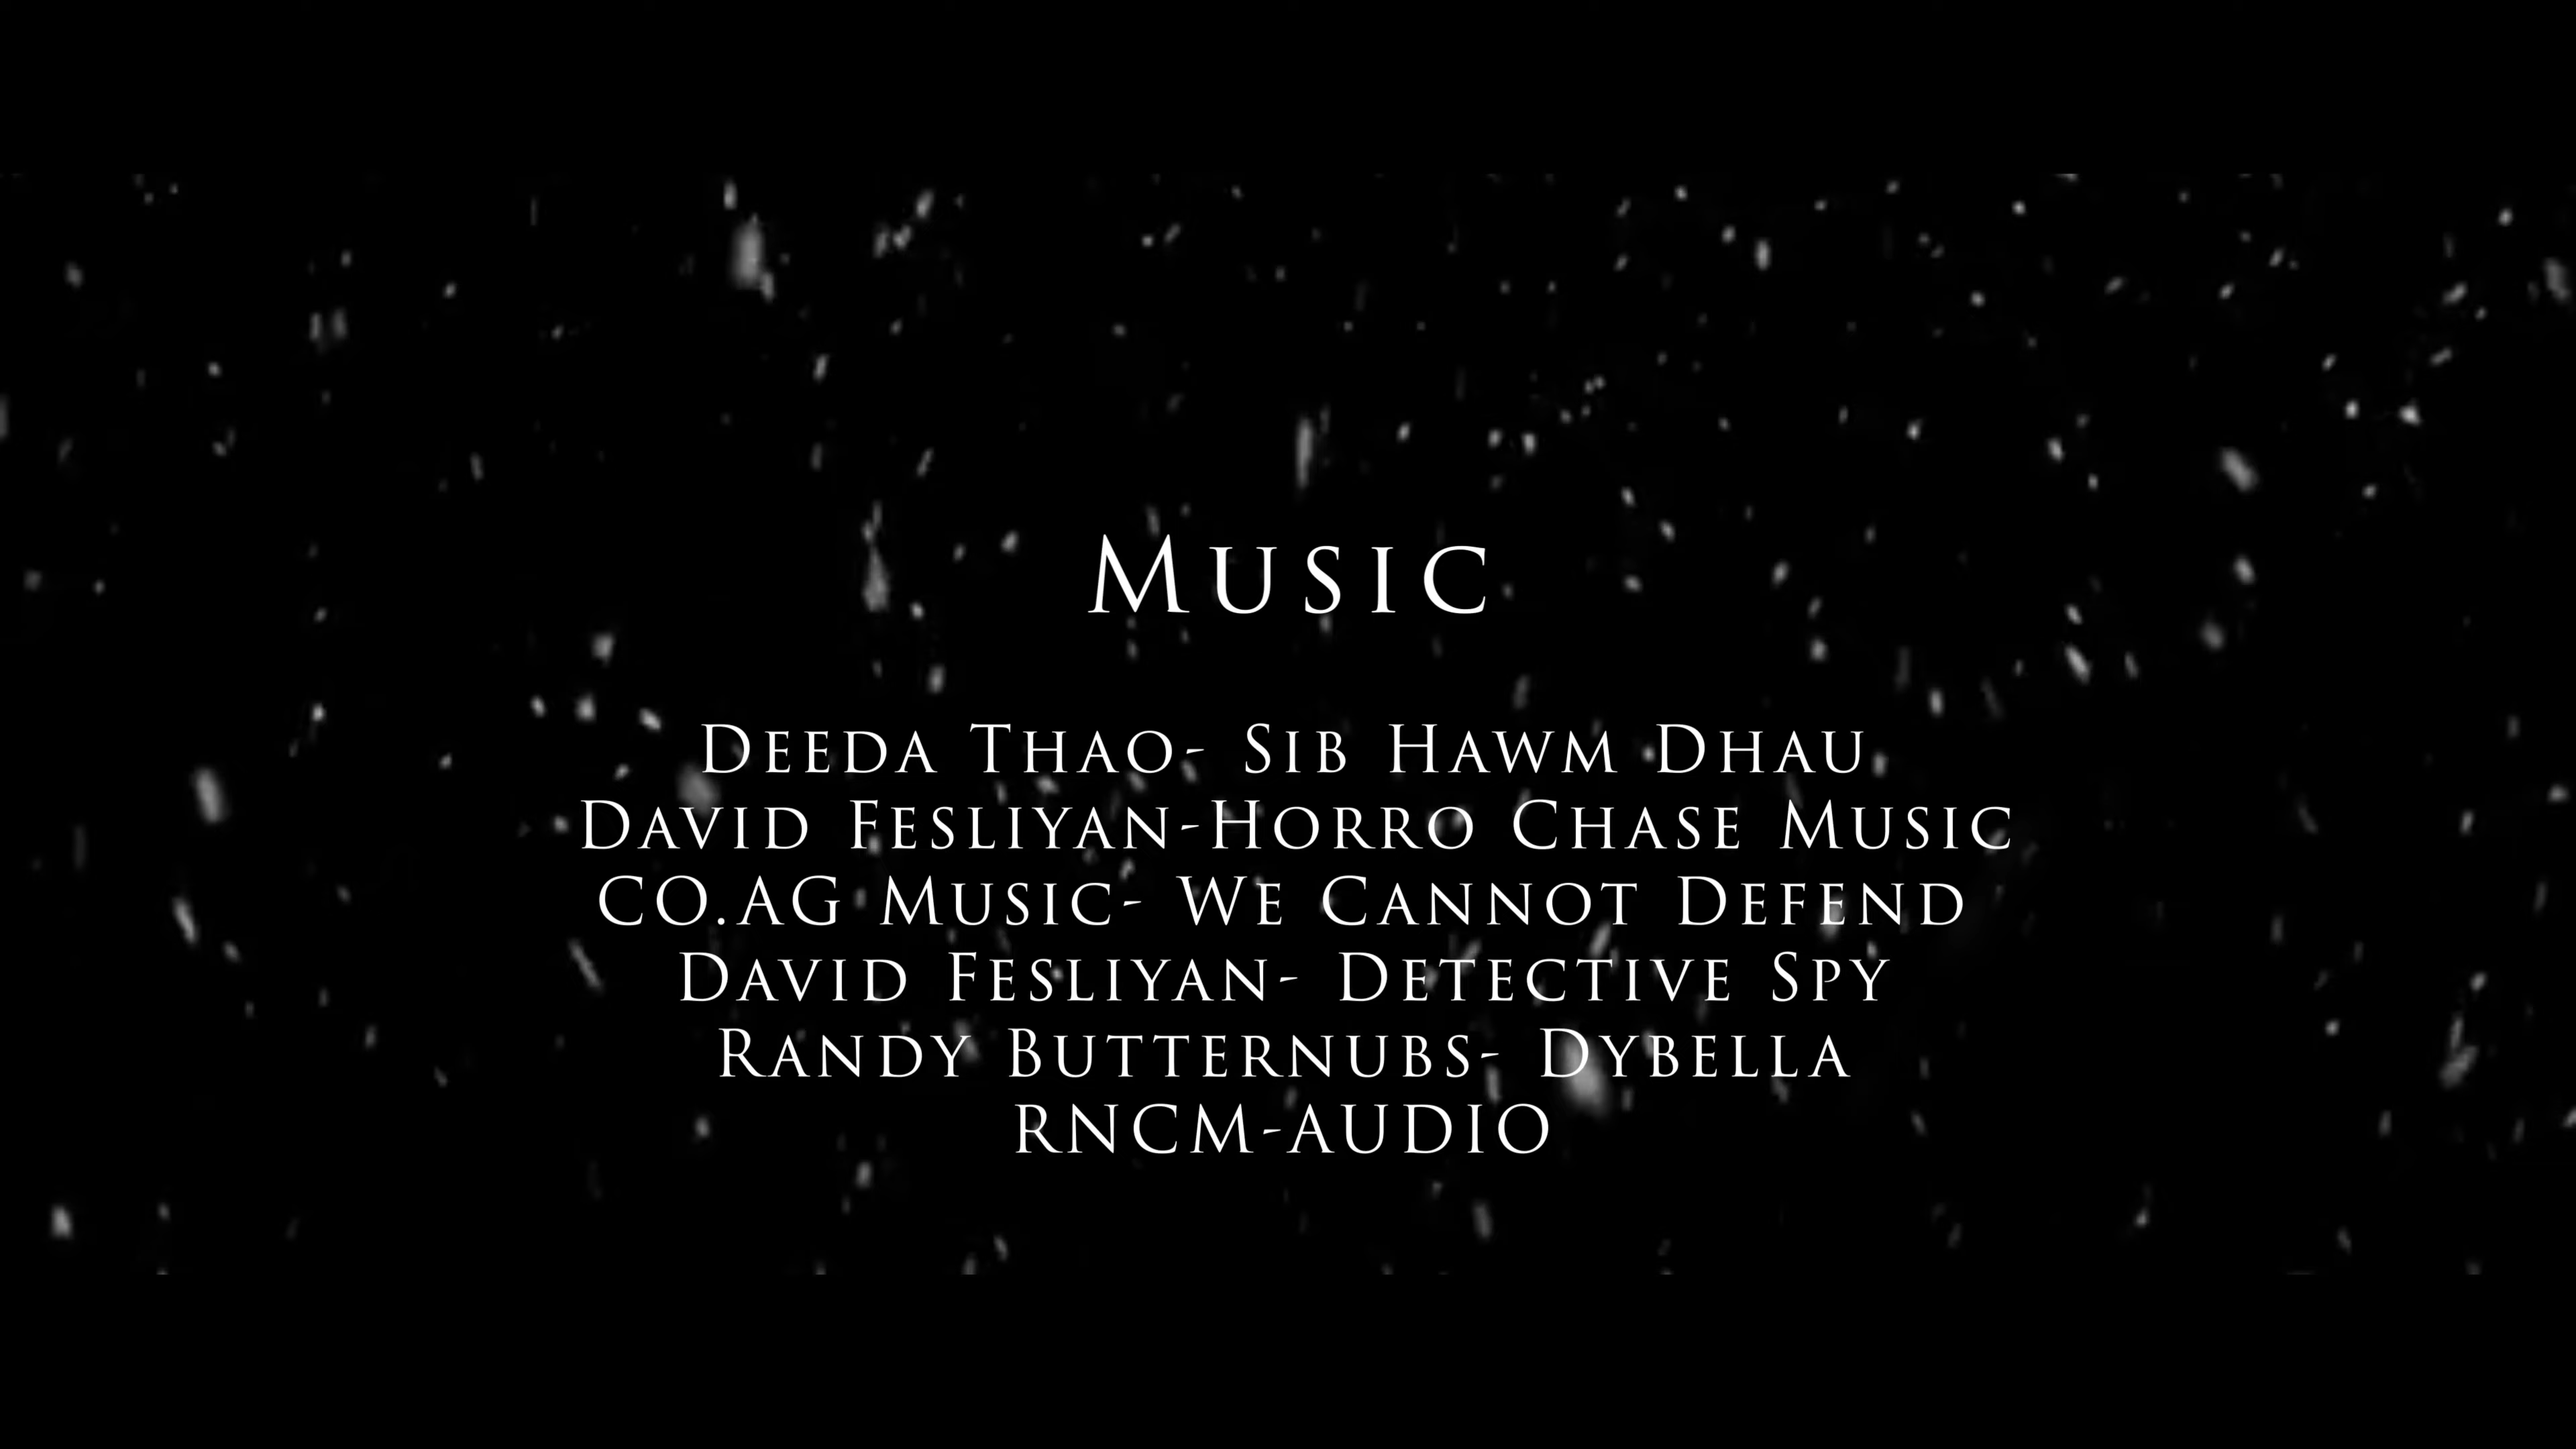 Music
Deeda Thao- Sib Hawm Dhau
David Fesliyan-Horro Chase Music
CO.AG Music- We Cannot Defend
David Fesliyan- Detective Spy
Randy Butternubs- Dybella
RNCM-AUDIO